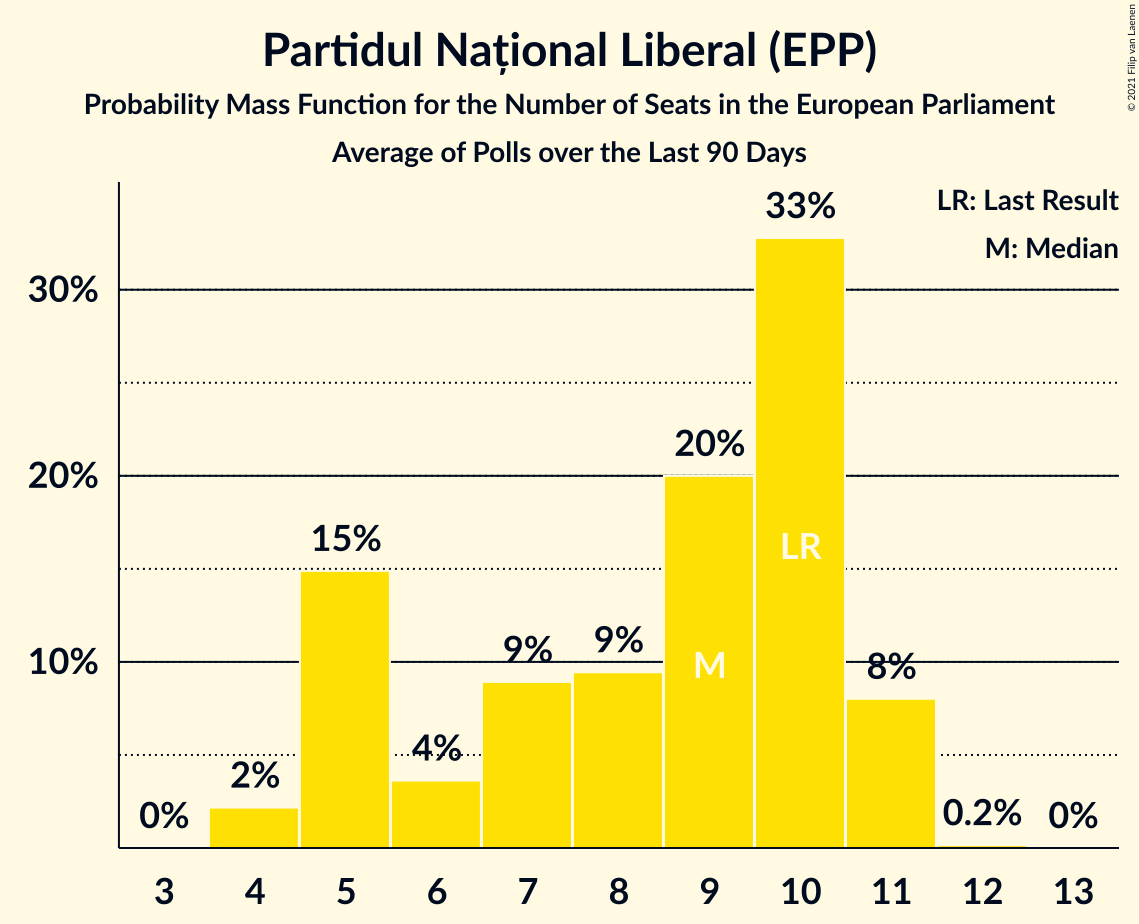 Partidul Național Liberal (EPP)
Probability Mass Function for the Number of Seats in the European Parliament
Average of Polls over the Last 90 Days
© 2021 Filip van Laenen
LR: Last Result
M: Median
30%
20%
10%
0%
2%
15%
4%
9%
9%
20%
33%
8%
0.2%
0%
M
LR
3 4 5 6 7 8 9 10 11 12 13